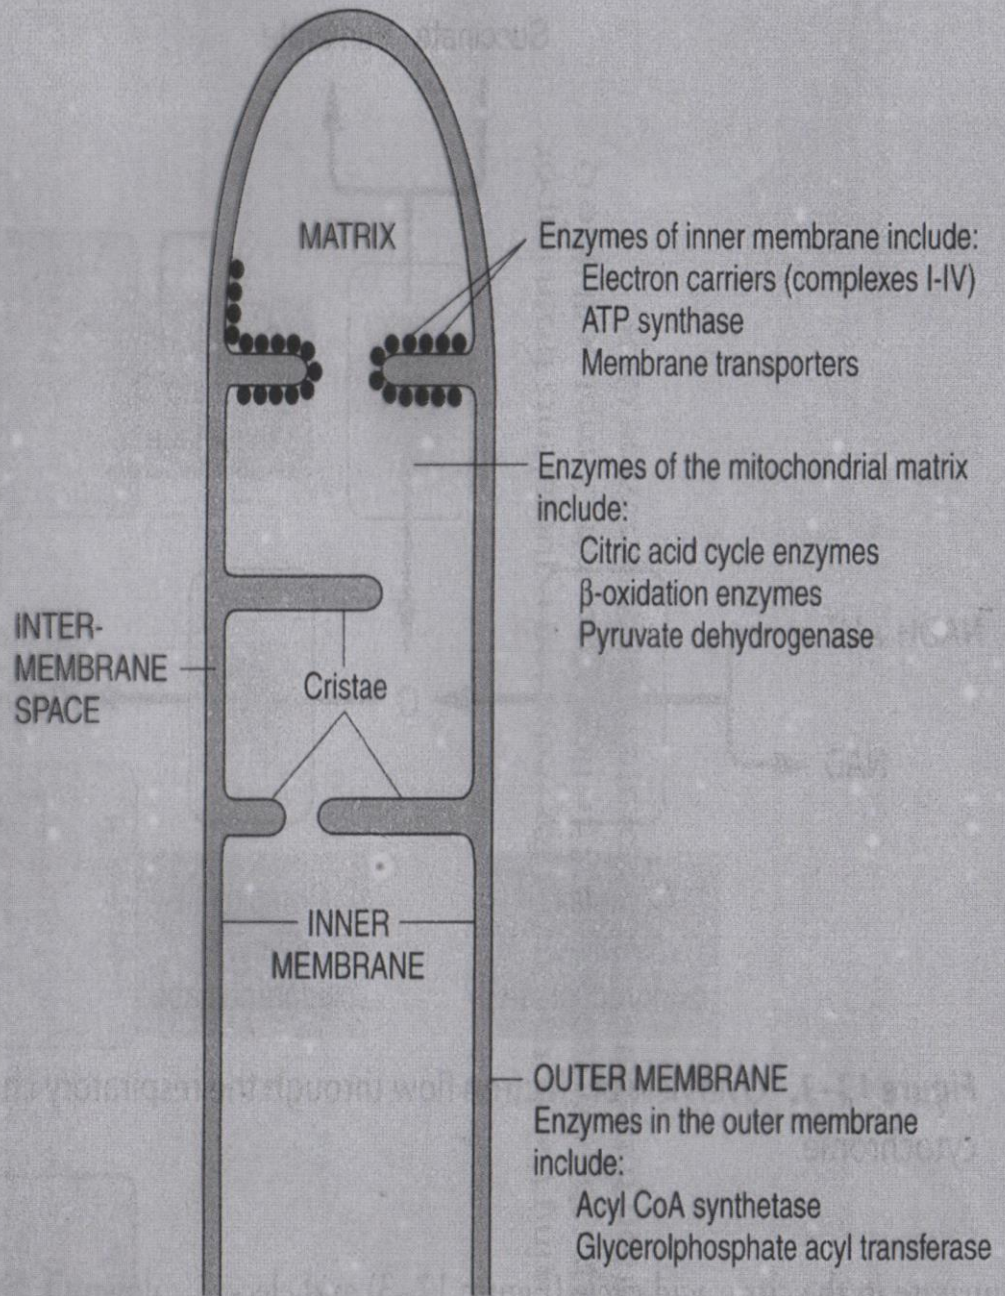 MATRIX
Enzymes of inner membrane include:
Electron carriers (complexes I-IV)
ATP synthase
Membrane transporters
Enzymes of the mitochondrial matrix
include:
Citric acid cycle enzymes
β-oxidation enzymes
Pyruvate dehydrogenase
INTER-
MEMBRANE
SPACE
Cristae
INNER
MEMBRANE
OUTER MEMBRANE
Enzymes in the outer membrane
include:
Acyl CoA synthetase
Glycerolphosphate acyl transferase